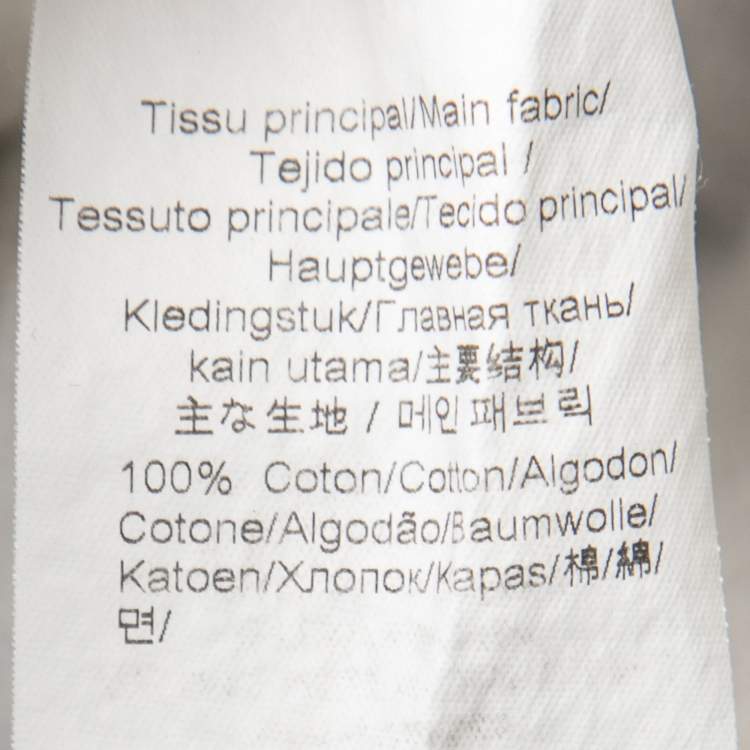 Tissu principal/Main fabric/
Tejido principal /
Tessuto principale/Tecido principal/
Hauptgewebe/
Kledingstuk/Главная ткань/
kain utama/主要结构/
主な生地 / 메인 패브릭
100% Coton/Cotton/Algodon/
Cotone/Algodão/Baumwolle/
Katoen/Хлопок/Kapas/棉/綿/
면/